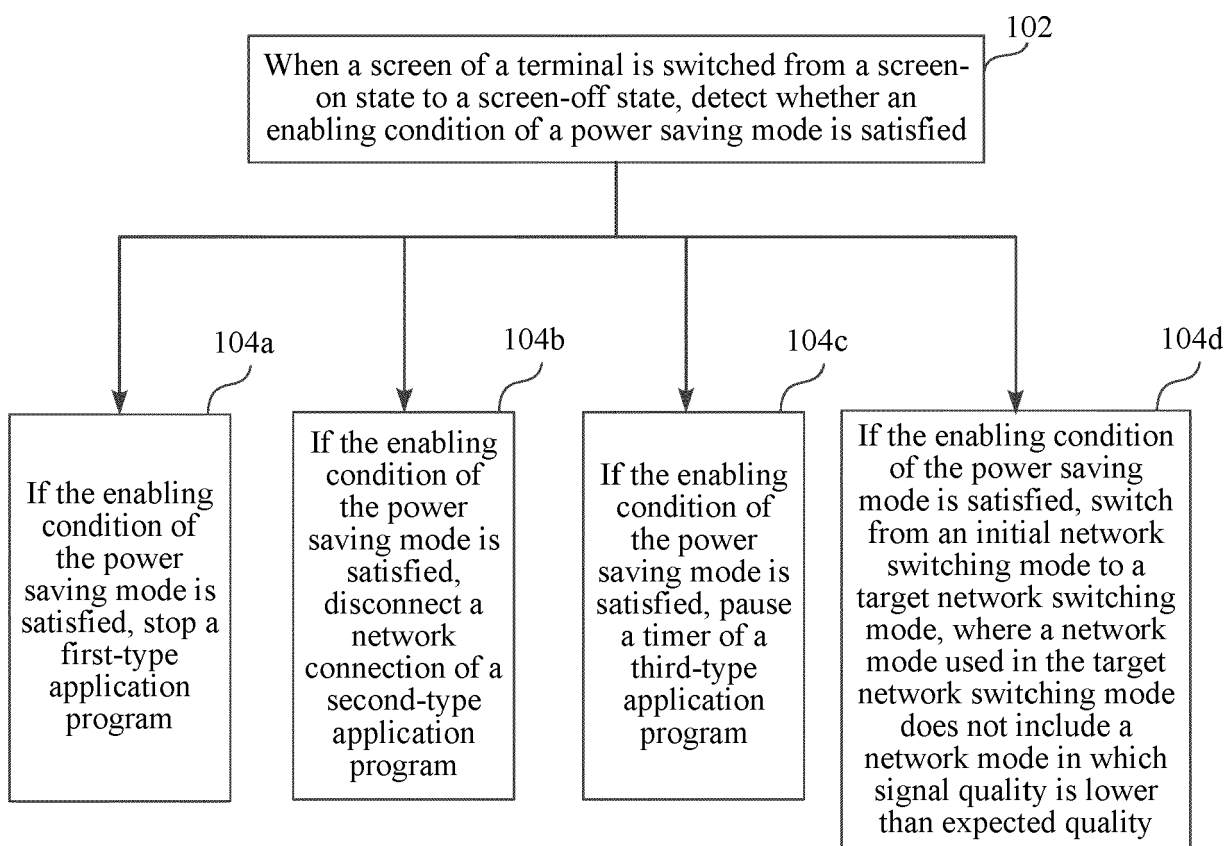 102
When a screen of a terminal is switched from a screen-
on state to a screen-off state, detect whether an
enabling condition of a power saving mode is satisfied
104a
If the enabling
condition of
the power
saving mode is
satisfied, stop a
first-type
application
program
104b
If the enabling
condition of
the power
saving mode is
satisfied,
disconnect a
network
connection of a
second-type
application
program
104c
If the enabling
condition of
the power
saving mode is
satisfied, pause
a timer of a
third-type
application
program
104d
If the enabling condition
of the power saving
mode is satisfied, switch
from an initial network
switching mode to a
target network switching
mode, where a network
mode used in the target
network switching mode
does not include a
network mode in which
signal quality is lower
than expected quality